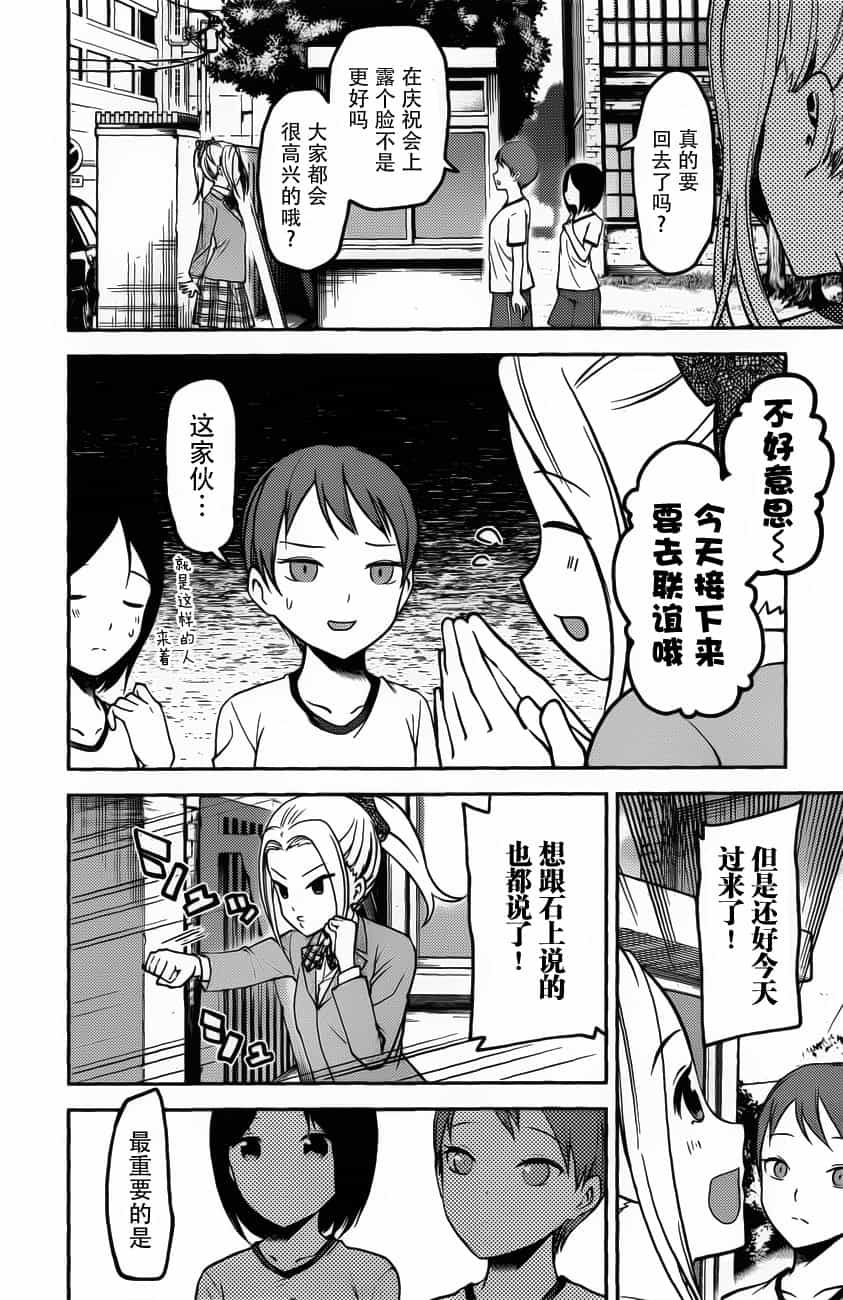 真的要
回去了吗？
在庆祝会上
露个脸不是
更好吗
大家都会
很高兴的哦？
不好意思～
今天接下来
要去联谊哦
这家伙…
就是这样的人
来着
但是还好今天
过来了！
想跟石上说的
也都说了！
最重要的是